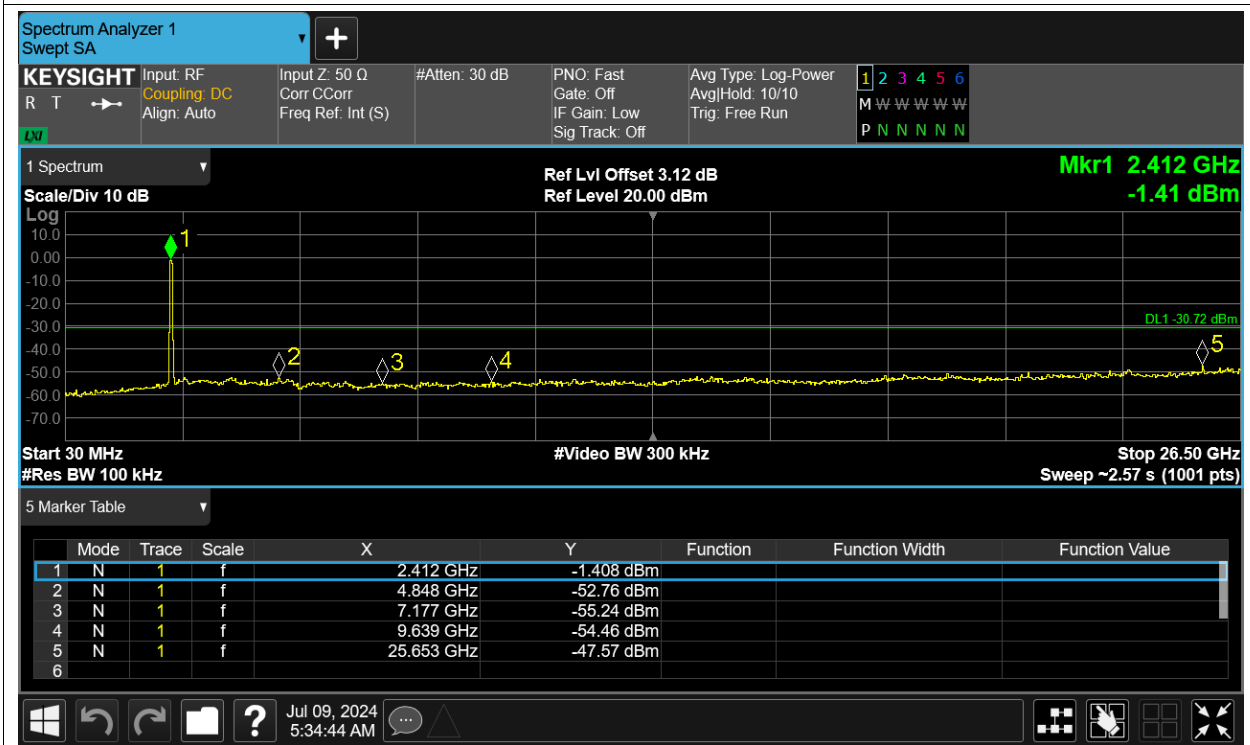 Spectrum Analyzer 1
Swept SA
+
KEYSIGHT
R T
LXI
Input: RF
Coupling: DC
Align: Auto
Input Z: 50 Ω
Corr CCorr
Freq Ref: Int (S)
#Atten: 30 dB
PNO: Fast
Gate: Off
IF Gain: Low
Sig Track: Off
Avg Type: Log-Power
Avg|Hold: 10/10
Trig: Free Run
1 2 3 4 5 6
M W W W W W
P N N N N N
1 Spectrum
Scale/Div 10 dB
Ref Lvl Offset 3.12 dB
Ref Level 20.00 dBm
Mkr1 2.412 GHz
-1.41 dBm
Log
10.0
0.00
-10.0
-20.0
-30.0
-40.0
-50.0
-60.0
-70.0
1
2
3
4
5
DL1 -30.72 dBm
Start 30 MHz
#Res BW 100 kHz
#Video BW 300 kHz
Stop 26.50 GHz
Sweep ~2.57 s (1001 pts)
5 Marker Table
Mode Trace Scale X Y Function Function Width Function Value
1 N 1 f 2.412 GHz -1.408 dBm
2 N 1 f 4.848 GHz -52.76 dBm
3 N 1 f 7.177 GHz -55.24 dBm
4 N 1 f 9.639 GHz -54.46 dBm
5 N 1 f 25.653 GHz -47.57 dBm
6
?
Jul 09, 2024
5:34:44 AM